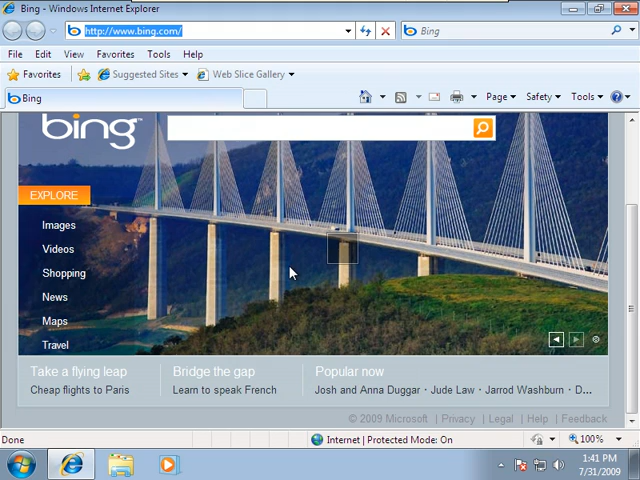 Bing - Windows Internet Explorer
http://www.bing.com/
Bing
File Edit View Favorites Tools Help
Favorites Suggested Sites Web Slice Gallery
Bing
Page Safety Tools
bing™
EXPLORE
Images
Videos
Shopping
News
Maps
Travel
Take a flying leap
Cheap flights to Paris
Bridge the gap
Learn to speak French
Popular now
Josh and Anna Duggar · Jude Law · Jarrod Washburn · D...
© 2009 Microsoft | Privacy | Legal | Help | Feedback
Done
Internet | Protected Mode: On
100%
1:41 PM
7/31/2009